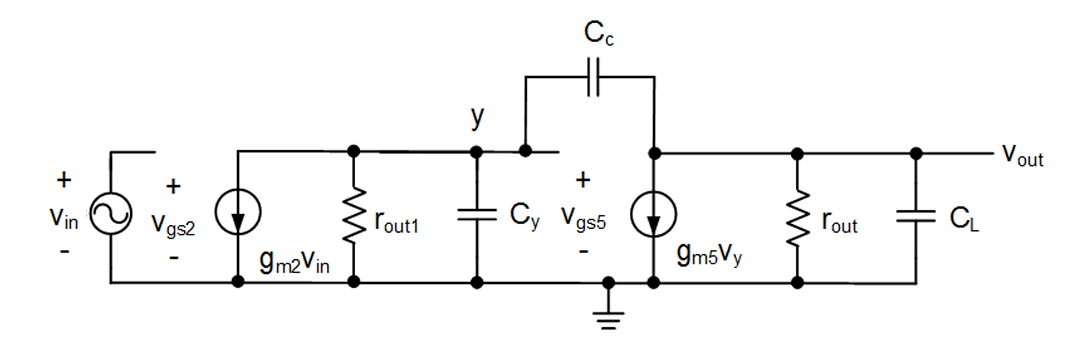 Cc
y
Vout
+
vin
-
+
vgs2
-
gm2vin
rout1
Cy
+
vgs5
-
gm5vy
rout
CL